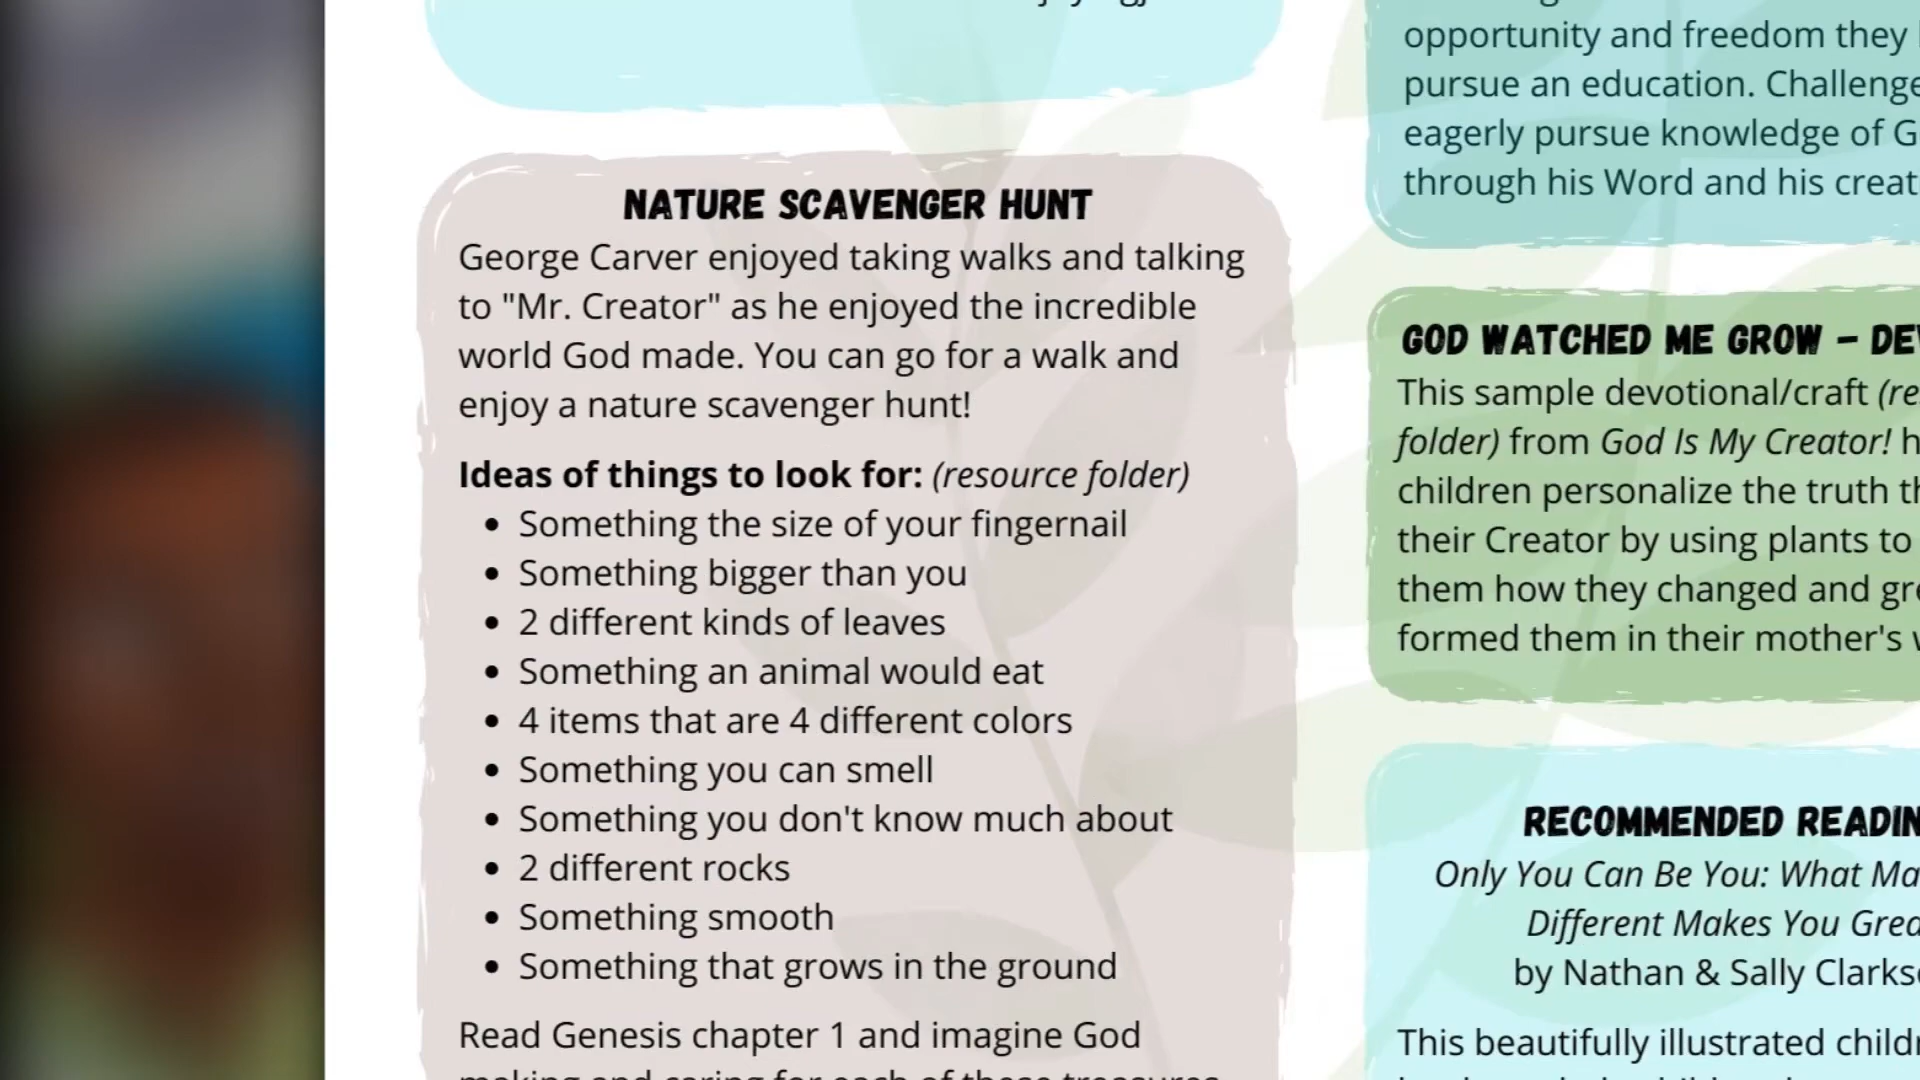 NATURE SCAVENGER HUNT
George Carver enjoyed taking walks and talking
to "Mr. Creator" as he enjoyed the incredible
world God made. You can go for a walk and
enjoy a nature scavenger hunt!
Ideas of things to look for: (resource folder)
• Something the size of your fingernail
• Something bigger than you
• 2 different kinds of leaves
• Something an animal would eat
• 4 items that are 4 different colors
• Something you can smell
• Something you don't know much about
• 2 different rocks
• Something smooth
• Something that grows in the ground
Read Genesis chapter 1 and imagine God
making and caring for each of these treasures
opportunity and freedom they
pursue an education. Challenge
eagerly pursue knowledge of
through his Word and his
GOD WATCHED ME GROW –
This sample devotional/craft
folder) from God Is My Creator!
children personalize the truth
their Creator by using plants to
them how they changed and
formed them in their mother's
RECOMMENDED
Only You Can Be You: What
Different Makes You
by Nathan & Sally
This beautifully illustrated